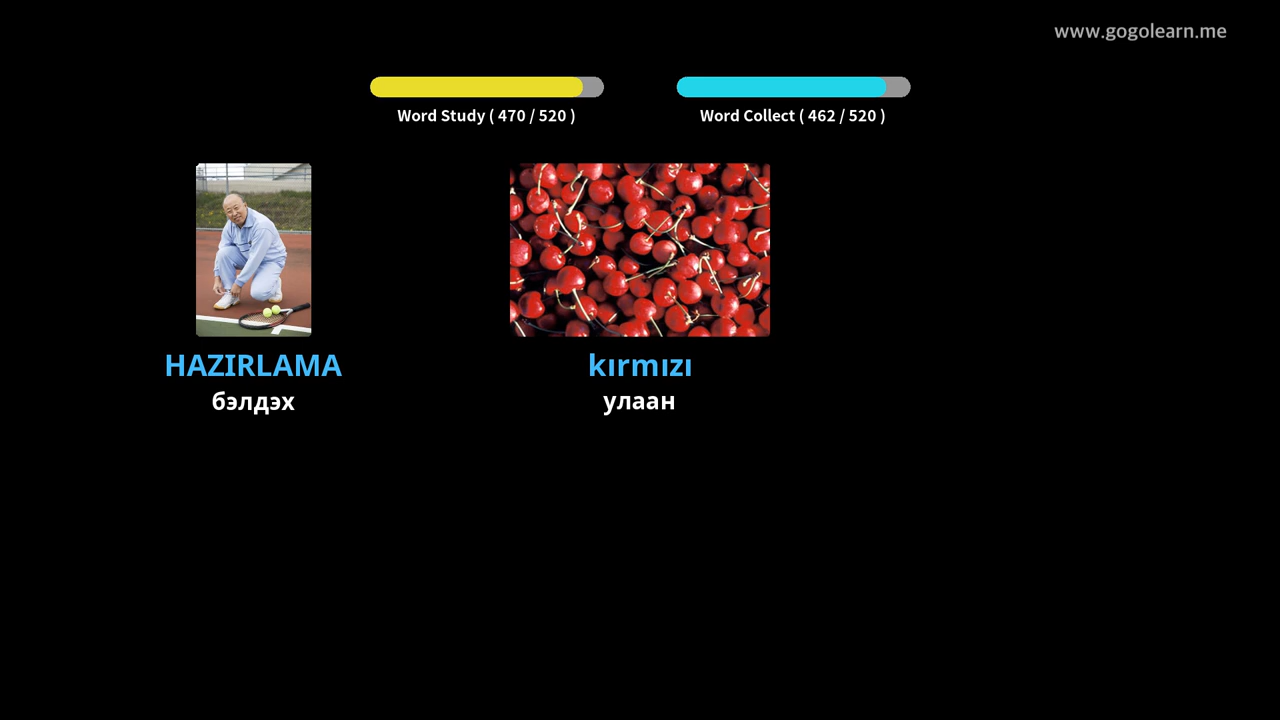 www.gogolearn.me
Word Study ( 470 / 520 )
Word Collect ( 462 / 520 )
HAZIRLAMA
бэлдэх
kırmızı
улаан